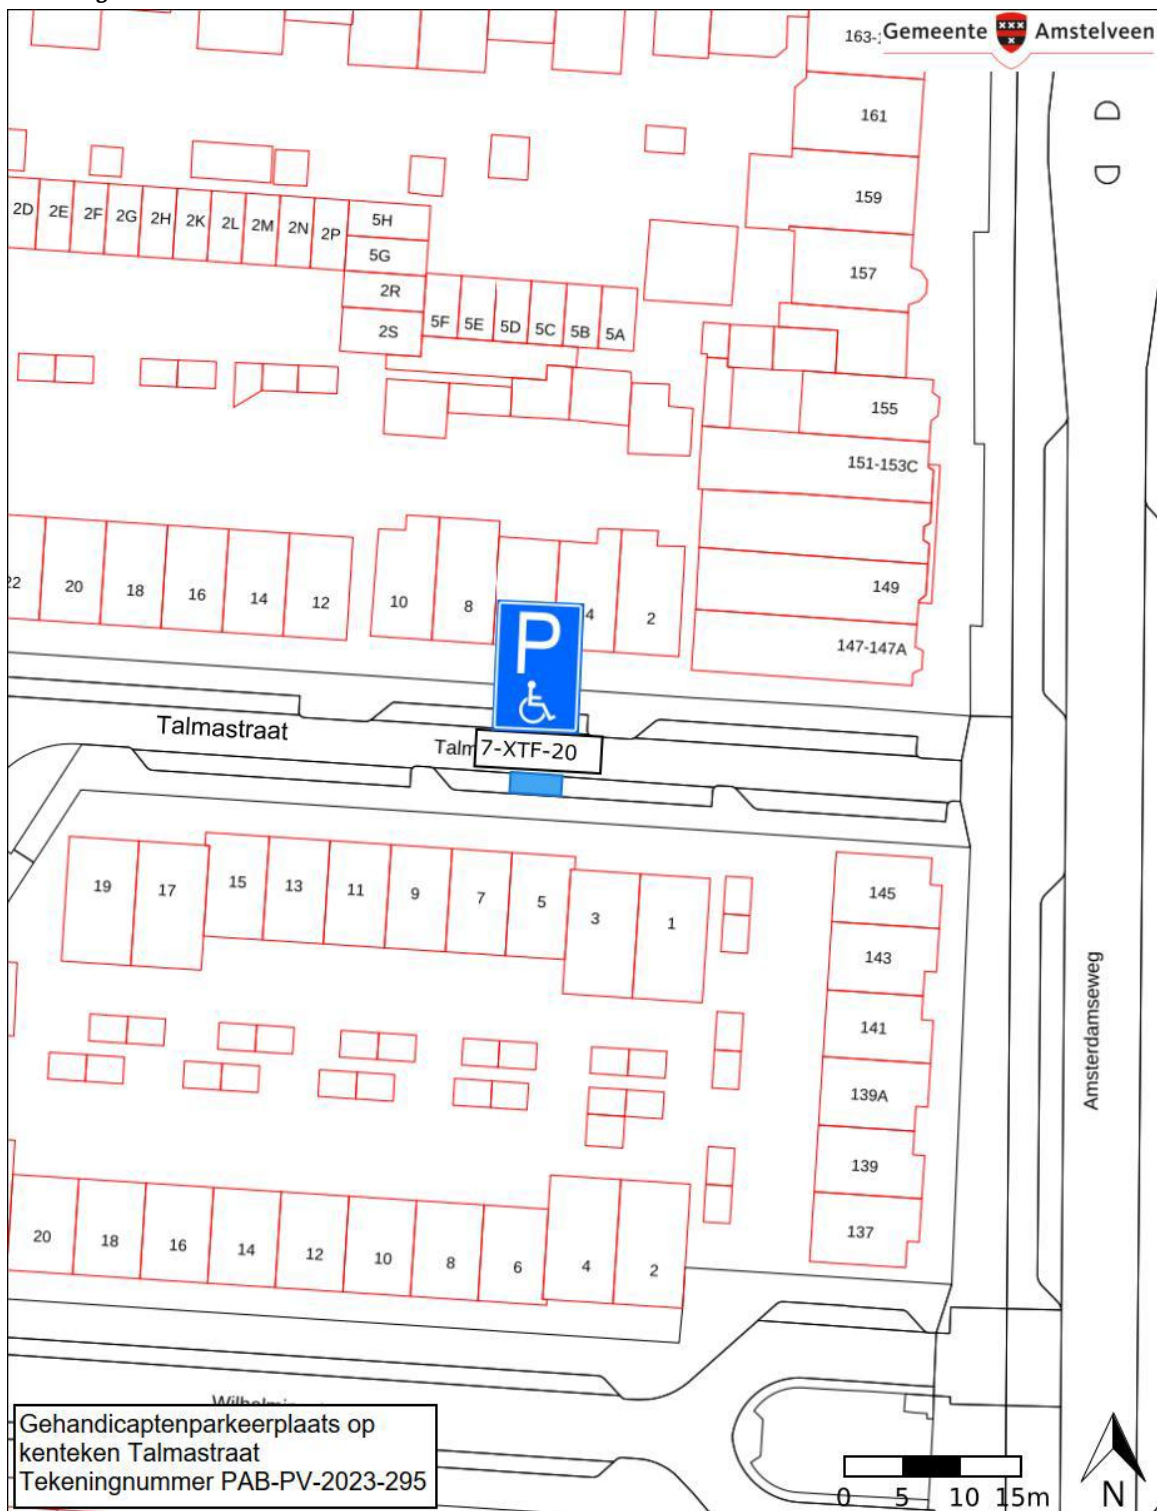 163-
Gemeente Amstelveen
161
159
157
2D 2E 2F 2G 2H 2K 2L 2M 2N 2P 5H
5G
2R
2S
5F 5E 5D 5C 5B 5A
155
151-153C
149
147-147A
22 20 18 16 14 12 10 8 4 2
P
Talmastraat
7-XTF-20
19 17 15 13 11 9 7 5 3 1
145
143
141
139A
139
137
Amsterdamseweg
20 18 16 14 12 10 8 6 4 2
Gehandicaptenparkeerplaats op
kenteken Talmastraat
Tekeningnummer PAB-PV-2023-295
0 5 10 15m
N